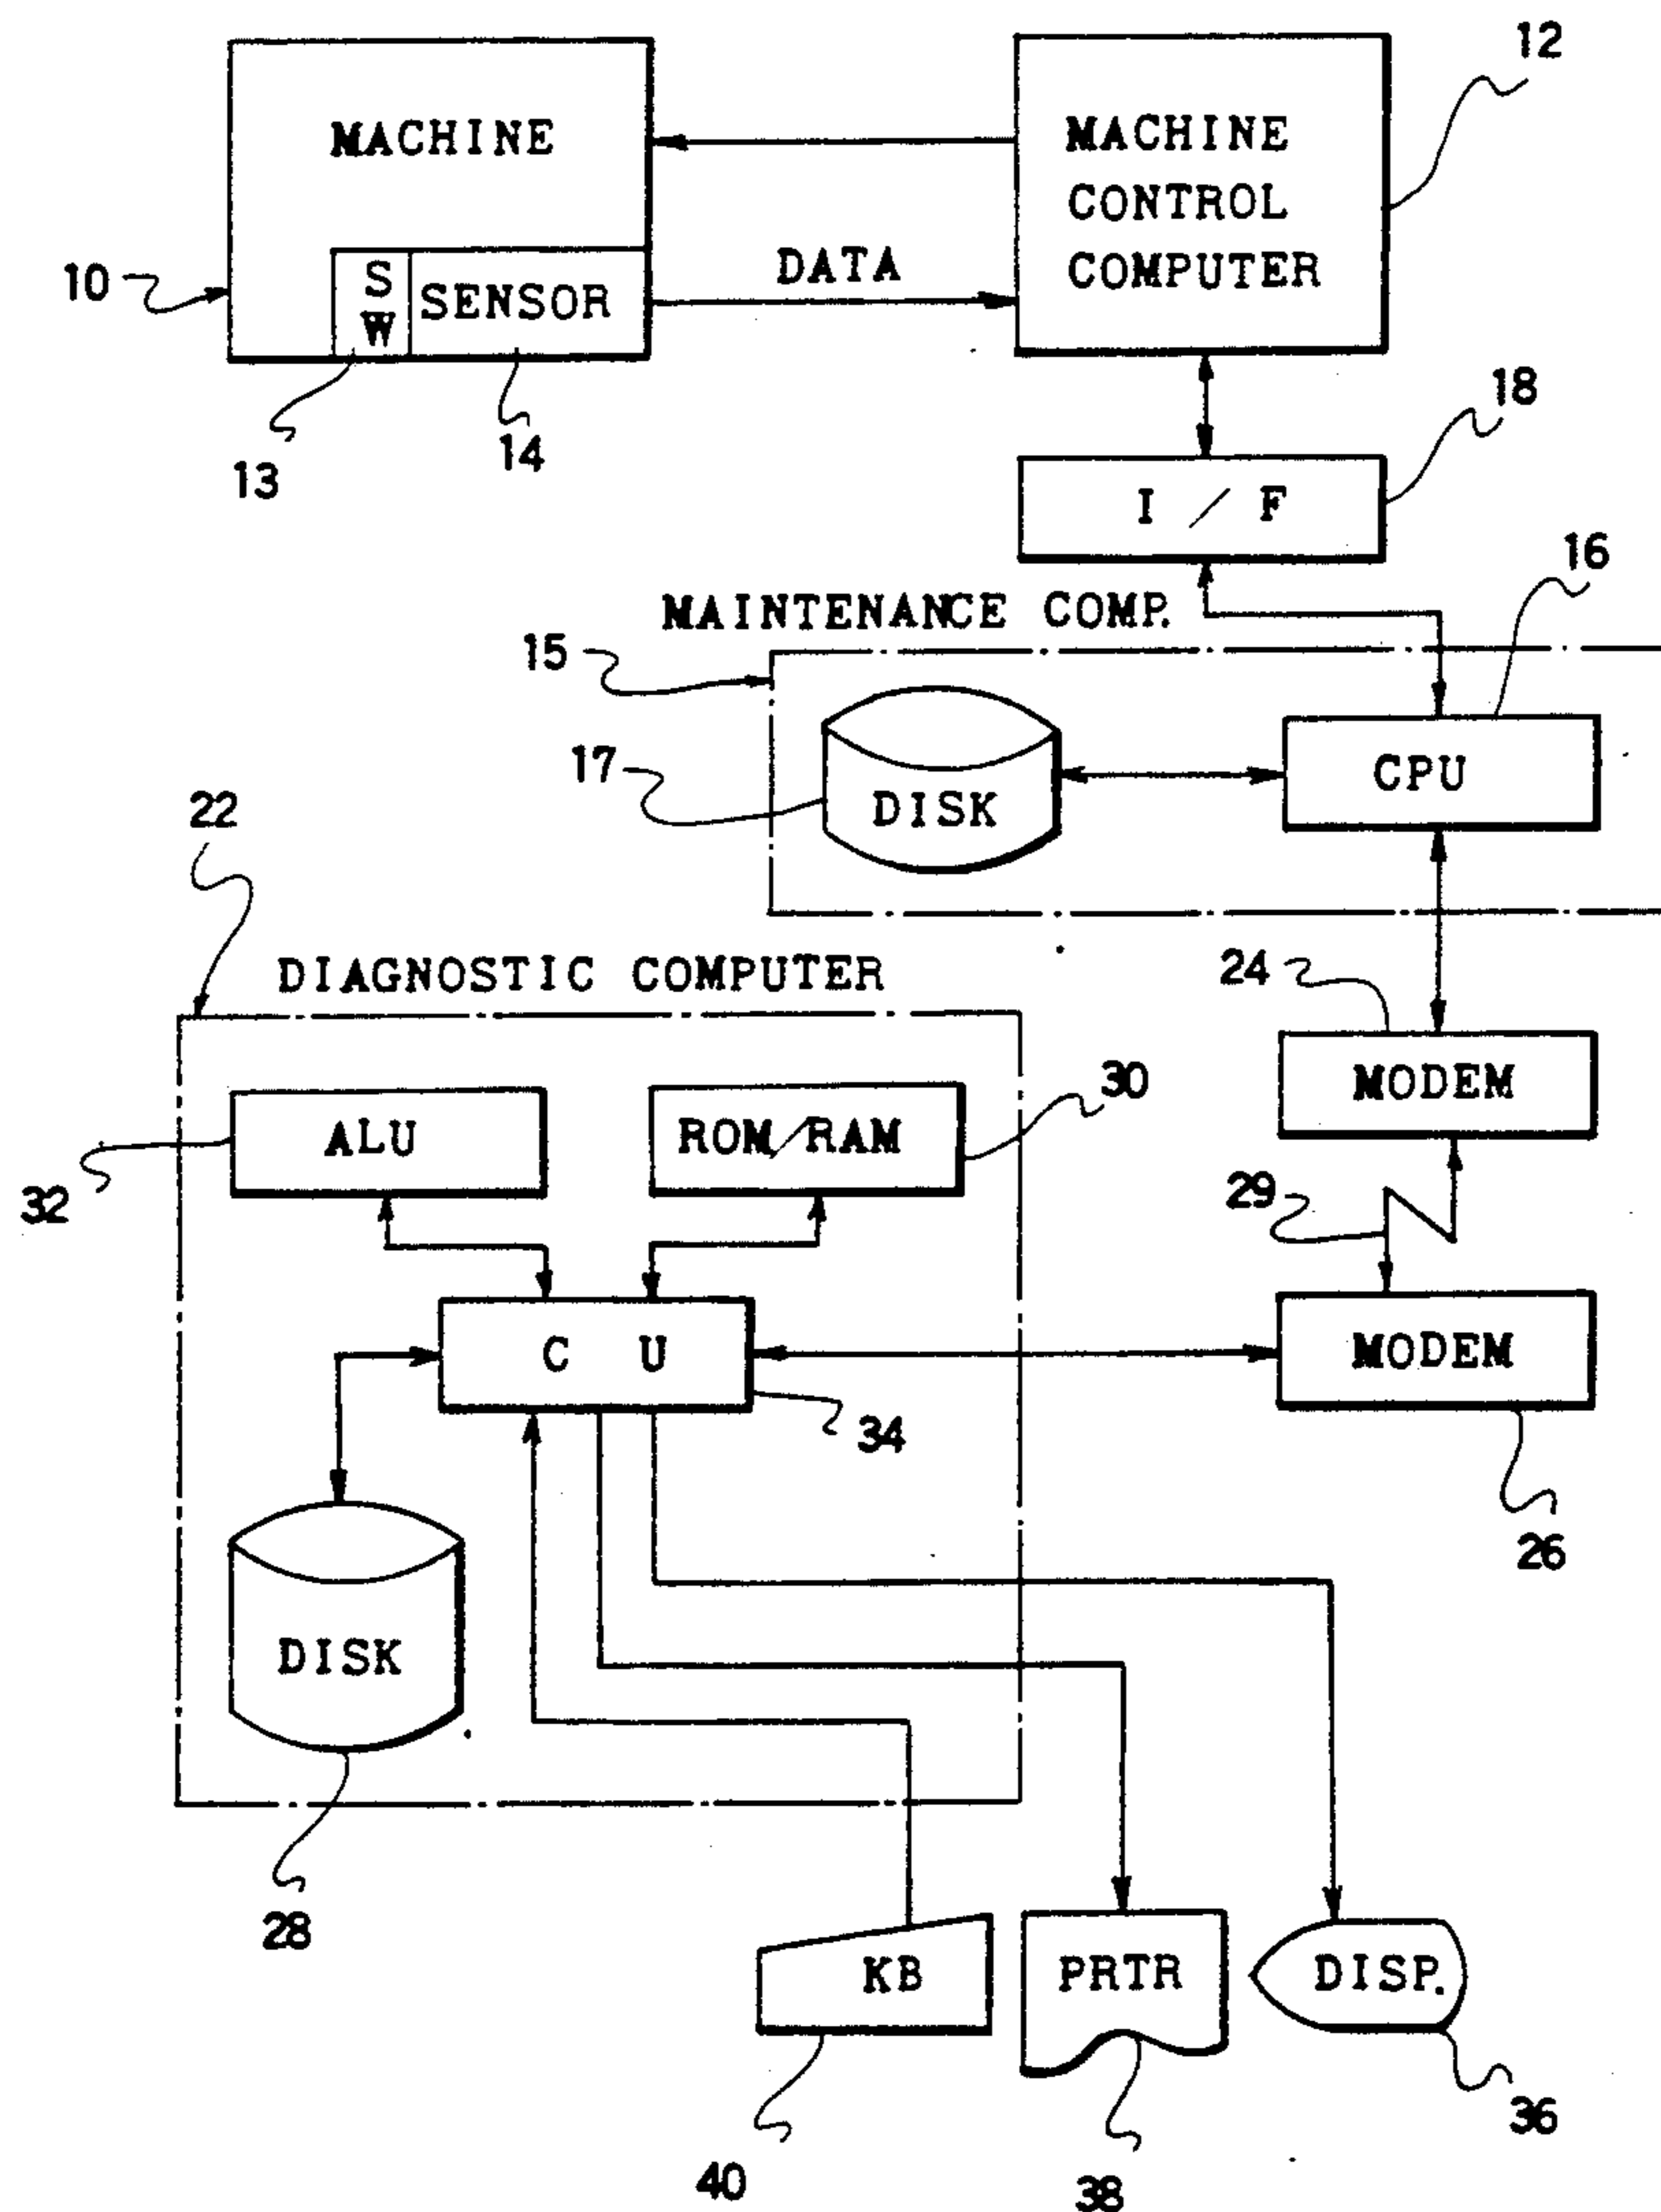 12
MACHINE
MACHINE
CONTROL
COMPUTER
DATA
10
S
W
SENSOR
13
14
18
I / F
16
MAINTENANCE COMP.
15
17
DISK
CPU
22
DIAGNOSTIC COMPUTER
24
MODEM
30
ALU
ROM/RAM
32
29
C U
MODEM
34
26
DISK
28
KB
PRTR
DISP.
36
40
38